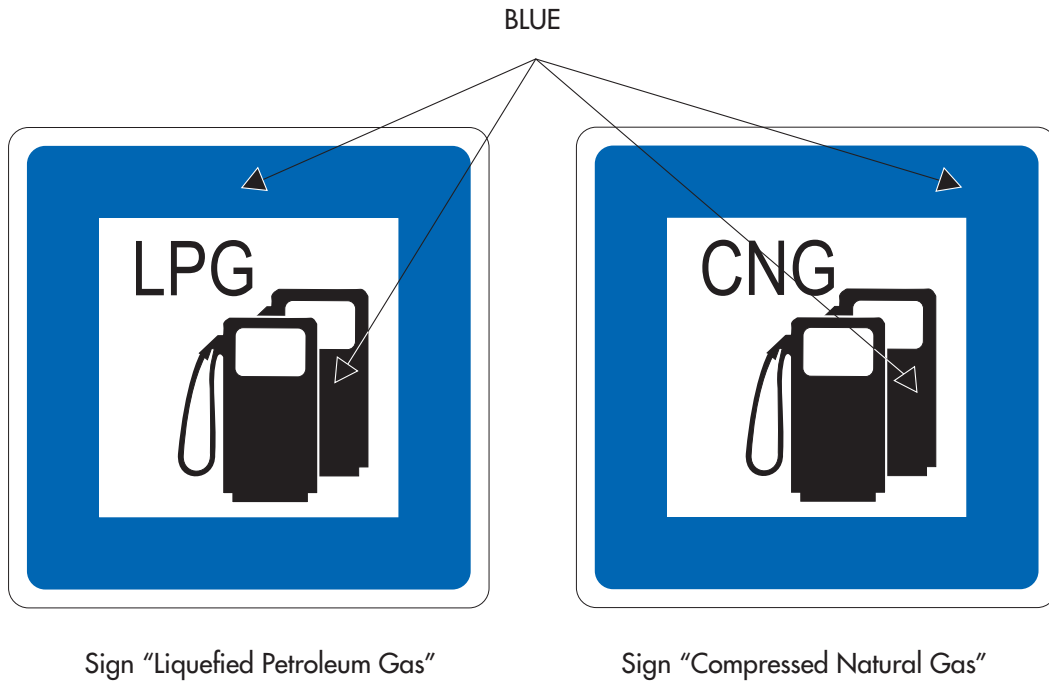 BLUE
LPG
CNG
Sign “Liquefied Petroleum Gas”
Sign “Compressed Natural Gas”